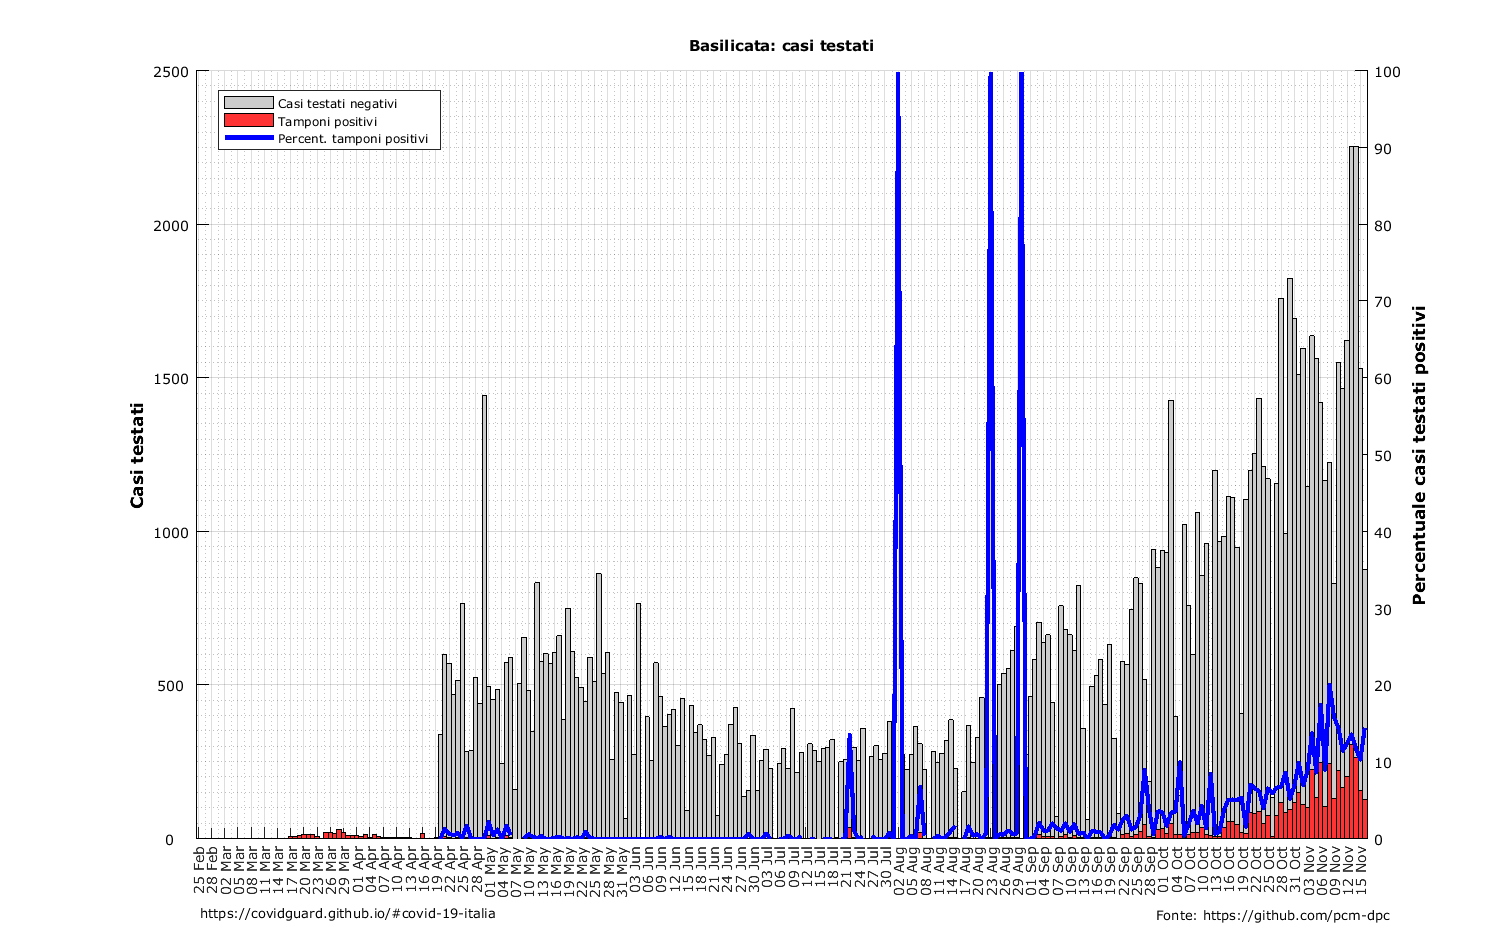 Basilicata: casi testati
Casi testati negativi
Tamponi positivi
Percent. tamponi positivi
Casi testati
2500
2000
1500
1000
500
0
Percentuale casi testati positivi
100
90
80
70
60
50
40
30
20
10
0
25 Feb
28 Feb
02 Mar
05 Mar
08 Mar
11 Mar
14 Mar
17 Mar
20 Mar
23 Mar
26 Mar
29 Mar
01 Apr
04 Apr
07 Apr
10 Apr
13 Apr
16 Apr
19 Apr
22 Apr
25 Apr
28 Apr
01 May
04 May
07 May
10 May
13 May
16 May
19 May
22 May
25 May
28 May
31 May
03 Jun
06 Jun
09 Jun
12 Jun
15 Jun
18 Jun
21 Jun
24 Jun
27 Jun
30 Jun
03 Jul
06 Jul
09 Jul
12 Jul
15 Jul
18 Jul
21 Jul
24 Jul
27 Jul
30 Jul
02 Aug
05 Aug
08 Aug
11 Aug
14 Aug
17 Aug
20 Aug
23 Aug
26 Aug
29 Aug
01 Sep
04 Sep
07 Sep
10 Sep
13 Sep
16 Sep
19 Sep
22 Sep
25 Sep
28 Sep
01 Oct
04 Oct
07 Oct
10 Oct
13 Oct
16 Oct
19 Oct
22 Oct
25 Oct
28 Oct
31 Oct
03 Nov
06 Nov
09 Nov
12 Nov
15 Nov
https://covidguard.github.io/#covid-19-italia
Fonte: https://github.com/pcm-dpc